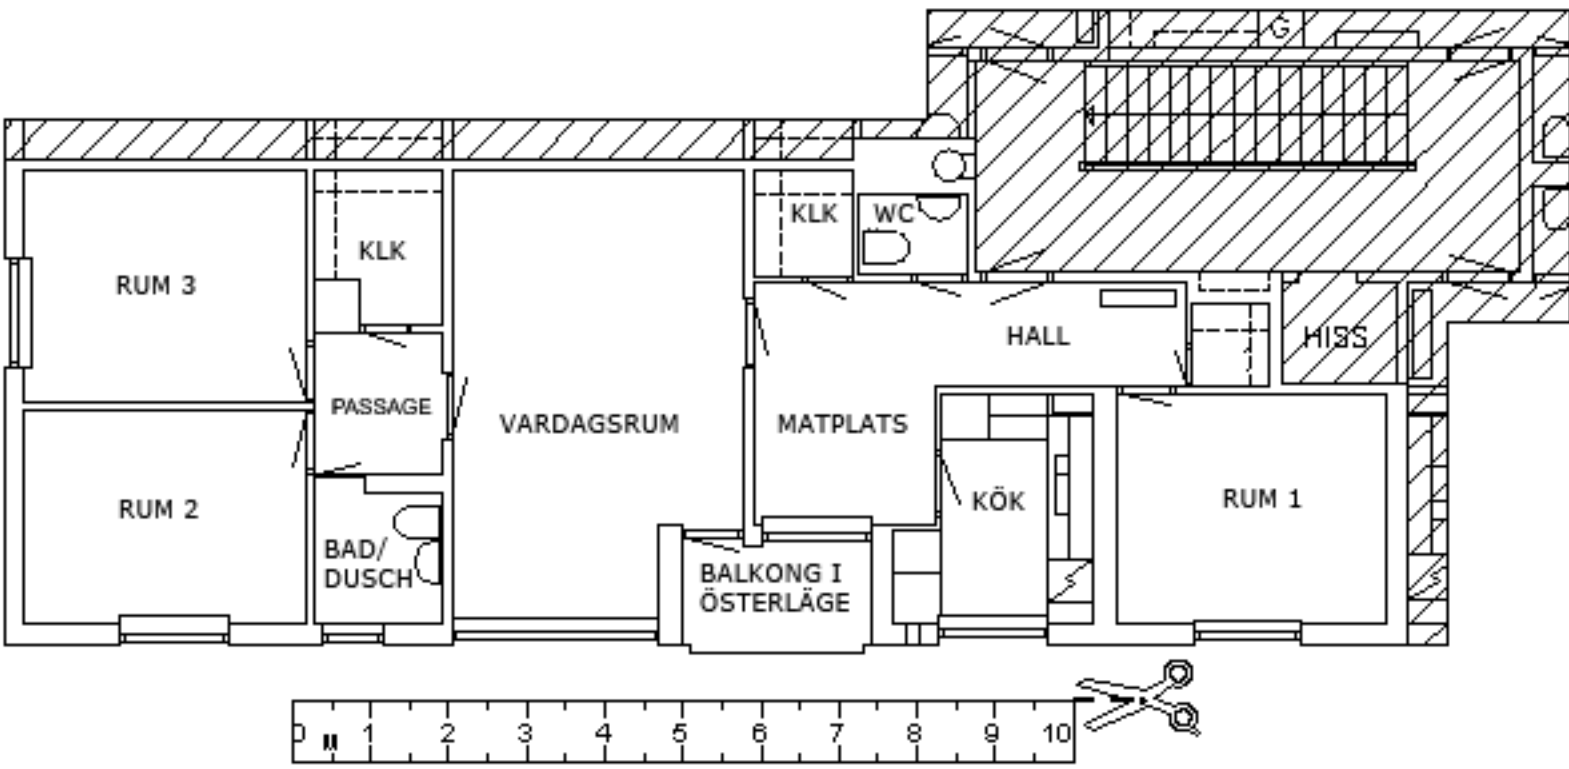 G
KLK
WC
KLK
RUM 3
HALL
HISS
PASSAGE
VARDAGSRUM
MATPLATS
KÖK
RUM 1
RUM 2
BAD/
DUSCH
BALKONG I
ÖSTERLÄGE
0 M 1 2 3 4 5 6 7 8 9 10